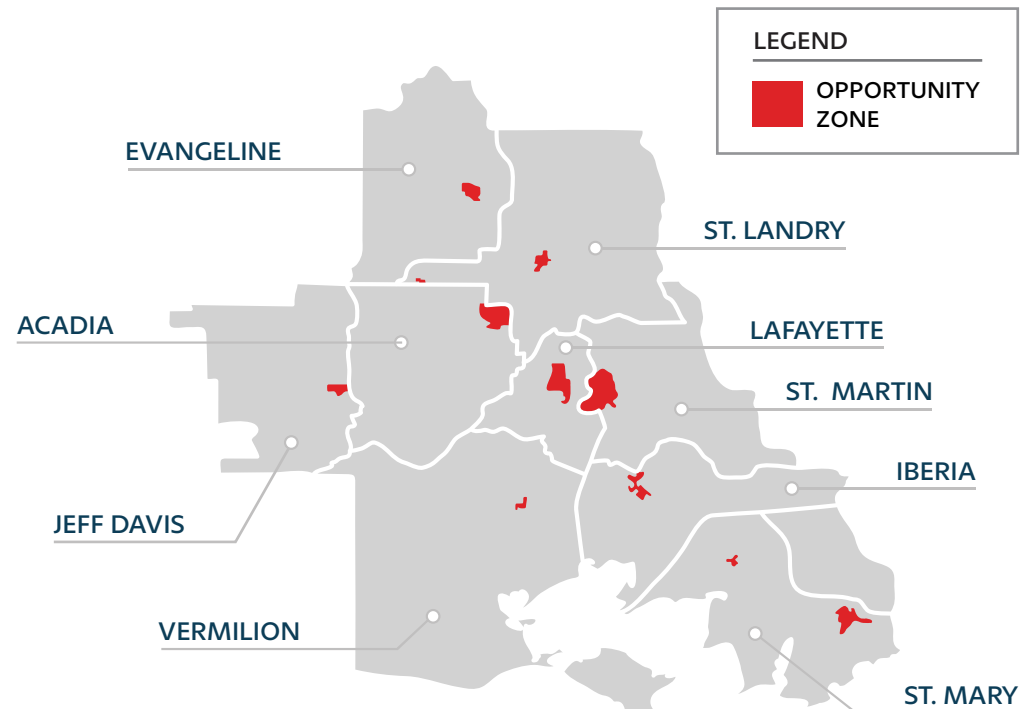 LEGEND
OPPORTUNITY
ZONE
EVANGELINE
ST. LANDRY
ACADIA
LAFAYETTE
ST. MARTIN
IBERIA
JEFF DAVIS
VERMILION
ST. MARY